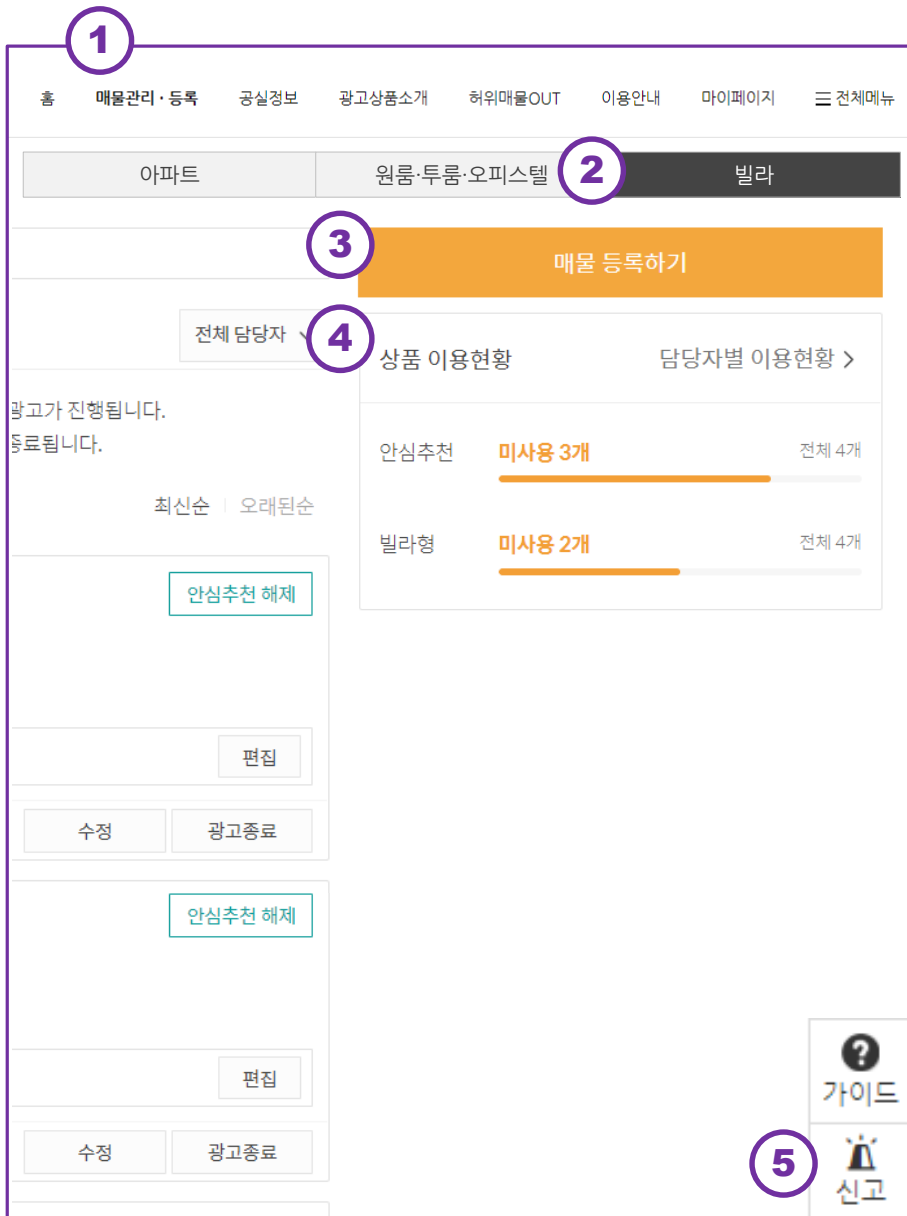 1
홈 매물관리 · 등록 공실정보 광고상품소개 허위매물OUT 이용안내 마이페이지 전체메뉴
아파트 원룸·투룸·오피스텔 2 빌라
3 매물 등록하기
전체 담당자 4
상품 이용현황 담당자별 이용현황
광고가 진행됩니다.
종료됩니다.
안심추천 미사용 3개 전체 4개
최신순 오래된순
빌라형 미사용 2개 전체 4개
안심추천 해제
편집
수정 광고종료
안심추천 해제
편집
수정 광고종료
?
가이드
5 신고